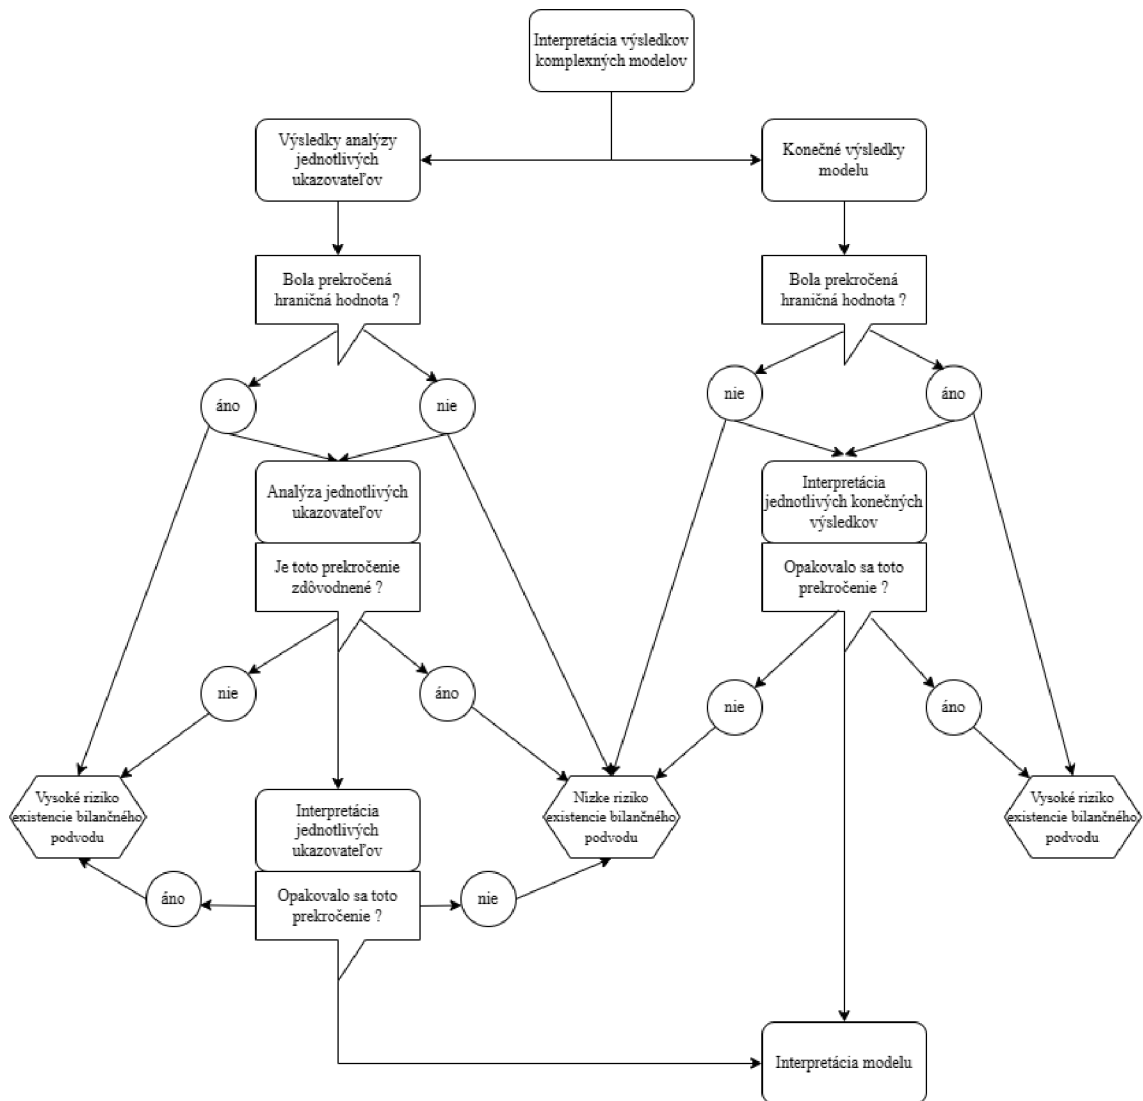 Interpretácia výsledkov
komplexných modelov
Výsledky analýzy
jednotlivých
ukazovateľov
Konečné výsledky
modelu
Bola prekročená
hraničná hodnota ?
Bola prekročená
hraničná hodnota ?
áno
nie
nie
áno
Analýza jednotlivých
ukazovateľov
Interpretácia
jednotlivých konečných
výsledkov
Je toto prekročenie
zdôvodnené ?
Opakovalo sa toto
prekročenie ?
nie
áno
nie
áno
Vysoké riziko
existencie bilančného
podvodu
Interpretácia
jednotlivých
ukazovateľov
Nizke riziko
existencie bilančného
podvodu
Vysoké riziko
existencie bilančného
podvodu
áno
Opakovalo sa toto
prekročenie ?
nie
Interpretácia modelu